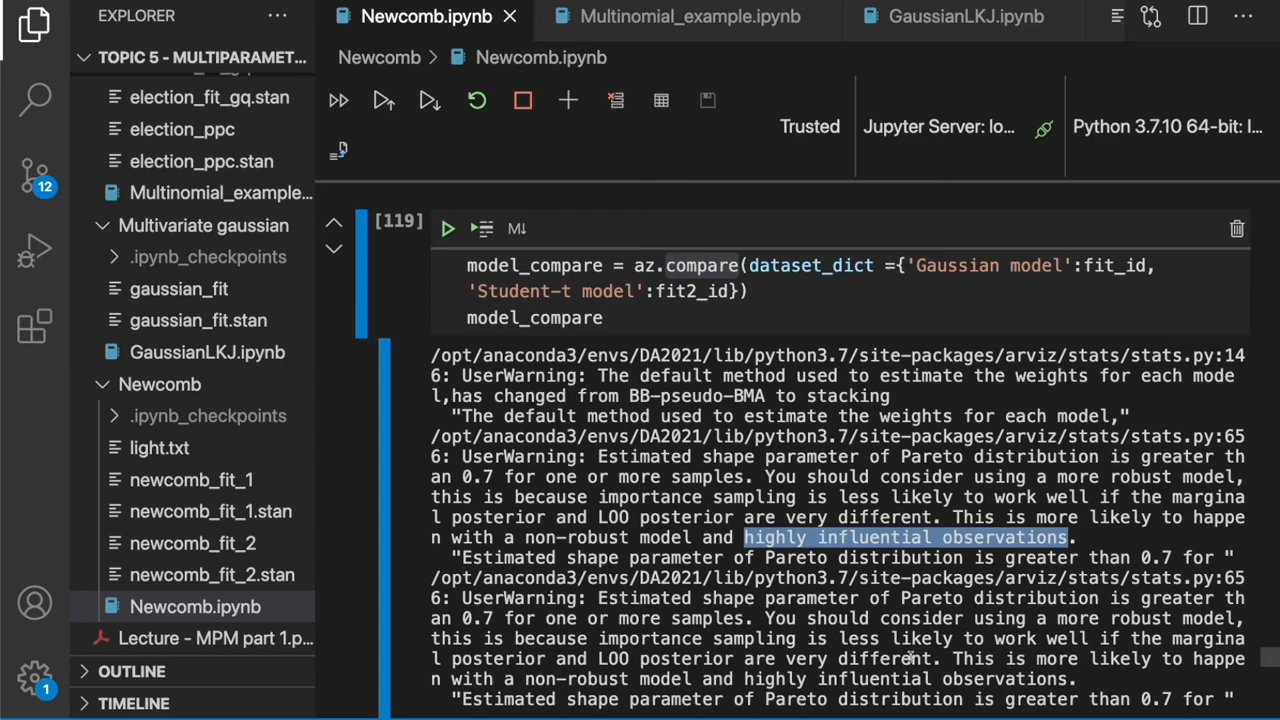 EXPLORER
Newcomb.ipynb
Multinomial_example.ipynb
GaussianLKJ.ipynb
TOPIC 5 - MULTIPARAMET...
Newcomb > Newcomb.ipynb
election_fit_gq.stan
election_ppc
election_ppc.stan
Multinomial_example...
Multivariate gaussian
.ipynb_checkpoints
gaussian_fit
gaussian_fit.stan
GaussianLKJ.ipynb
Newcomb
.ipynb_checkpoints
light.txt
newcomb_fit_1
newcomb_fit_1.stan
newcomb_fit_2
newcomb_fit_2.stan
Newcomb.ipynb
Lecture - MPM part 1.p...
OUTLINE
TIMELINE
12
1
Trusted
Jupyter Server: lo...
Python 3.7.10 64-bit: I...
[119]
M↓
model_compare = az.compare(dataset_dict ={'Gaussian model':fit_id,
'Student-t model':fit2_id})
model_compare
/opt/anaconda3/envs/DA2021/lib/python3.7/site-packages/arviz/stats/stats.py:14
6: UserWarning: The default method used to estimate the weights for each mode
l,has changed from BB-pseudo-BMA to stacking
"The default method used to estimate the weights for each model,"
/opt/anaconda3/envs/DA2021/lib/python3.7/site-packages/arviz/stats/stats.py:65
6: UserWarning: Estimated shape parameter of Pareto distribution is greater th
an 0.7 for one or more samples. You should consider using a more robust model,
this is because importance sampling is less likely to work well if the margina
l posterior and LOO posterior are very different. This is more likely to happe
n with a non-robust model and highly influential observations.
"Estimated shape parameter of Pareto distribution is greater than 0.7 for "
/opt/anaconda3/envs/DA2021/lib/python3.7/site-packages/arviz/stats/stats.py:65
6: UserWarning: Estimated shape parameter of Pareto distribution is greater th
an 0.7 for one or more samples. You should consider using a more robust model,
this is because importance sampling is less likely to work well if the margina
l posterior and LOO posterior are very different. This is more likely to happe
n with a non-robust model and highly influential observations.
"Estimated shape parameter of Pareto distribution is greater than 0.7 for "